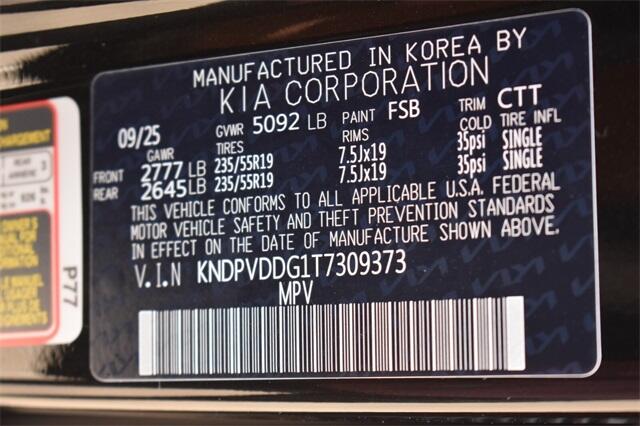 MANUFACTURED IN KOREA BY
KIA CORPORATION
09/25 GVWR 5092 LB PAINT FSB TRIM CTT
GAWR TIRES RIMS COLD TIRE INFL
FRONT 2777 LB 235/55R19 7.5Jx19 35psi SINGLE
REAR 2645 LB 235/55R19 7.5Jx19 35psi SINGLE
THIS VEHICLE CONFORMS TO ALL APPLICABLE U.S.A. FEDERAL
MOTOR VEHICLE SAFETY AND THEFT PREVENTION STANDARDS
IN EFFECT ON THE DATE OF MANUFACTURE SHOWN ABOVE.
V.I.N KNDPVDDG1T7309373
MPV
P77